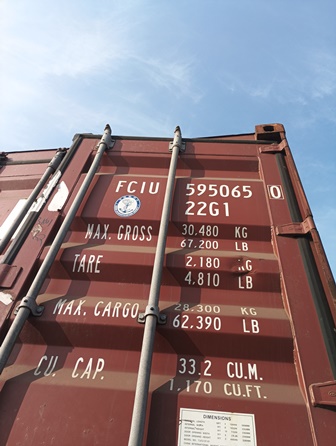 FCIU 595065 0
22G1
MAX. GROSS 30.480 KG
67.200 LB
TARE 2.180 KG
4.810 LB
MAX. CARGO 28.300 KG
62.390 LB
CU. CAP. 33.2 CU.M.
1.170 CU.FT.
DIMENSIONS